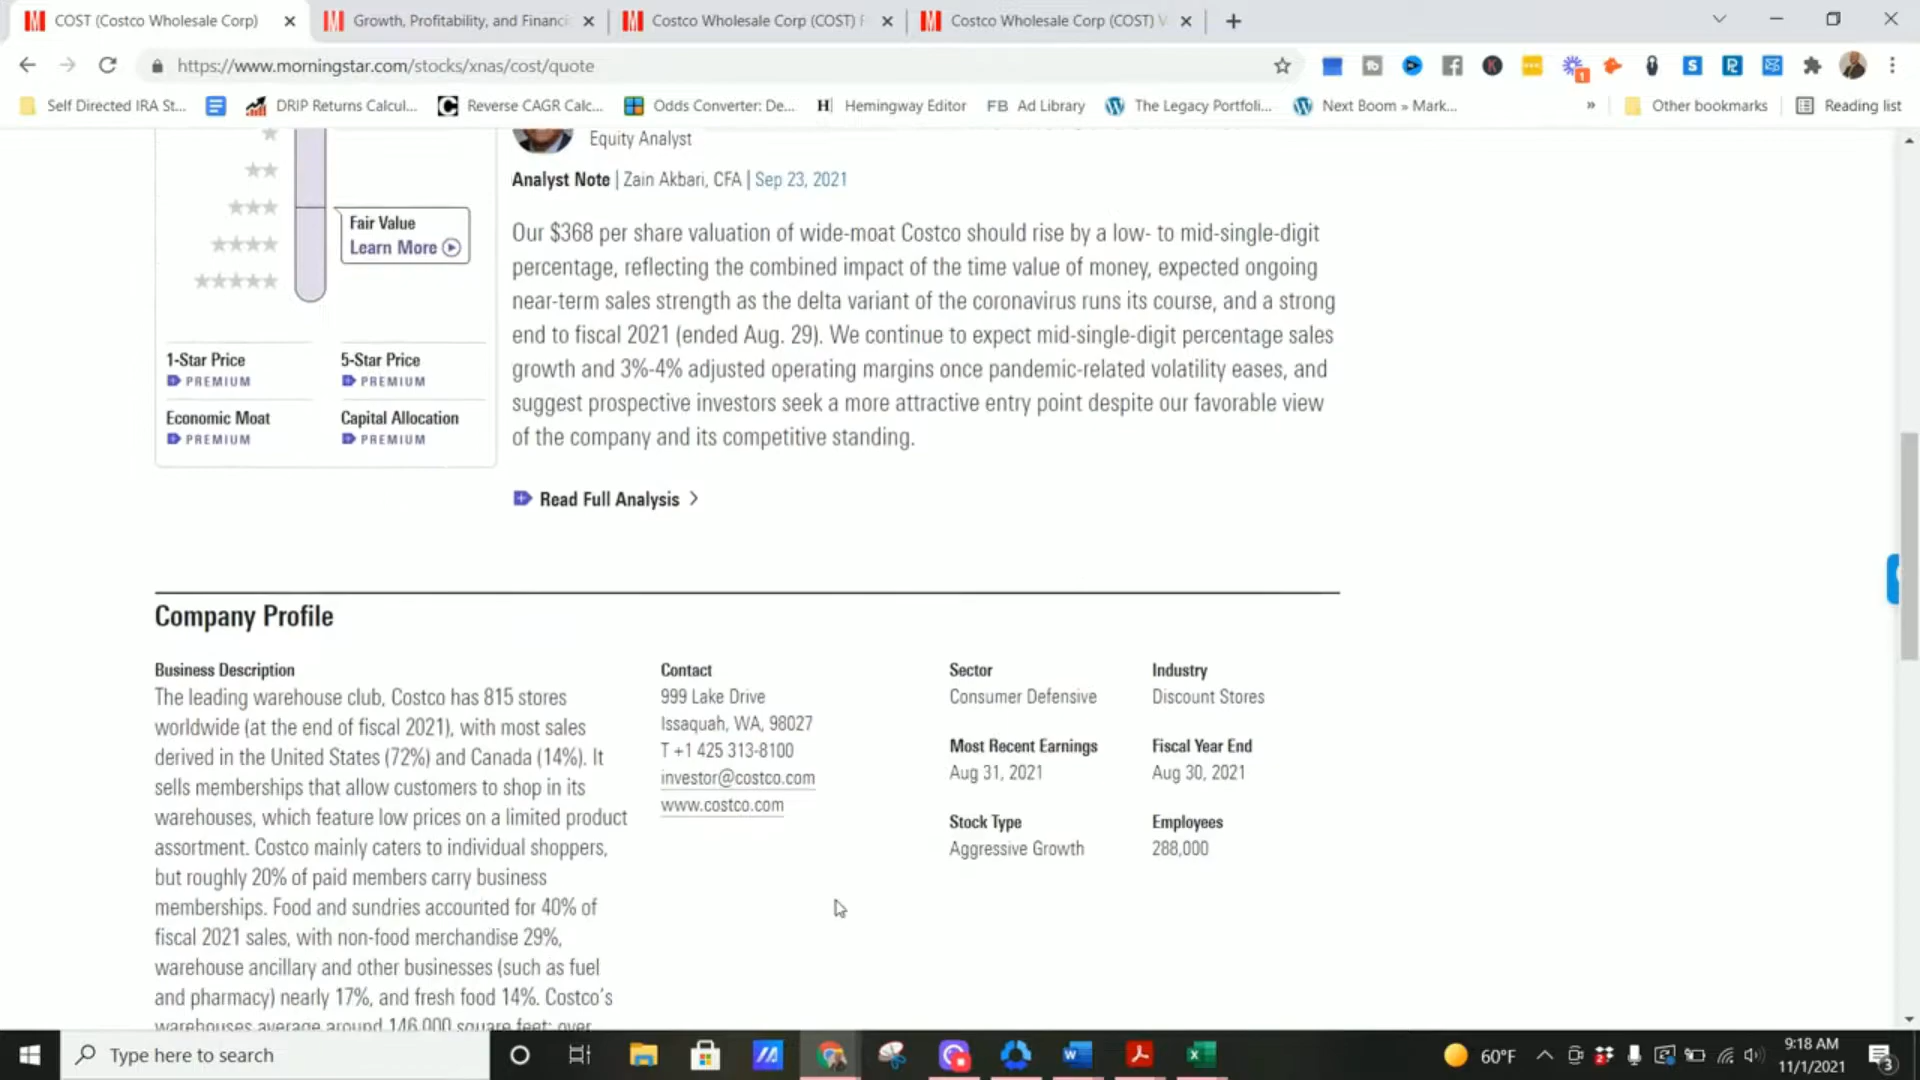 COST (Costco Wholesale Corp)
Growth, Profitability, and Financi
Costco Wholesale Corp (COST) F
Costco Wholesale Corp (COST) V
https://www.morningstar.com/stocks/xnas/cost/quote
Self Directed IRA St...
DRIP Returns Calcul...
Reverse CAGR Calc...
Odds Converter: De...
Hemingway Editor
FB Ad Library
The Legacy Portfoli...
Next Boom » Mark...
» Other bookmarks
Reading list
Equity Analyst
Analyst Note | Zain Akbari, CFA | Sep 23, 2021
Our $368 per share valuation of wide-moat Costco should rise by a low- to mid-single-digit
percentage, reflecting the combined impact of the time value of money, expected ongoing
near-term sales strength as the delta variant of the coronavirus runs its course, and a strong
end to fiscal 2021 (ended Aug. 29). We continue to expect mid-single-digit percentage sales
growth and 3%-4% adjusted operating margins once pandemic-related volatility eases, and
suggest prospective investors seek a more attractive entry point despite our favorable view
of the company and its competitive standing.
Read Full Analysis >
Fair Value
Learn More
1-Star Price
PREMIUM
5-Star Price
PREMIUM
Economic Moat
PREMIUM
Capital Allocation
PREMIUM
Company Profile
Business Description
The leading warehouse club, Costco has 815 stores
worldwide (at the end of fiscal 2021), with most sales
derived in the United States (72%) and Canada (14%). It
sells memberships that allow customers to shop in its
warehouses, which feature low prices on a limited product
assortment. Costco mainly caters to individual shoppers,
but roughly 20% of paid members carry business
memberships. Food and sundries accounted for 40% of
fiscal 2021 sales, with non-food merchandise 29%,
warehouse ancillary and other businesses (such as fuel
and pharmacy) nearly 17%, and fresh food 14%. Costco's
warehouses average around 146,000 square feet; over
Contact
999 Lake Drive
Issaquah, WA, 98027
T +1 425 313-8100
investor@costco.com
www.costco.com
Sector
Consumer Defensive
Industry
Discount Stores
Most Recent Earnings
Aug 31, 2021
Fiscal Year End
Aug 30, 2021
Stock Type
Aggressive Growth
Employees
288,000
Type here to search
60°F
9:18 AM
11/1/2021
3